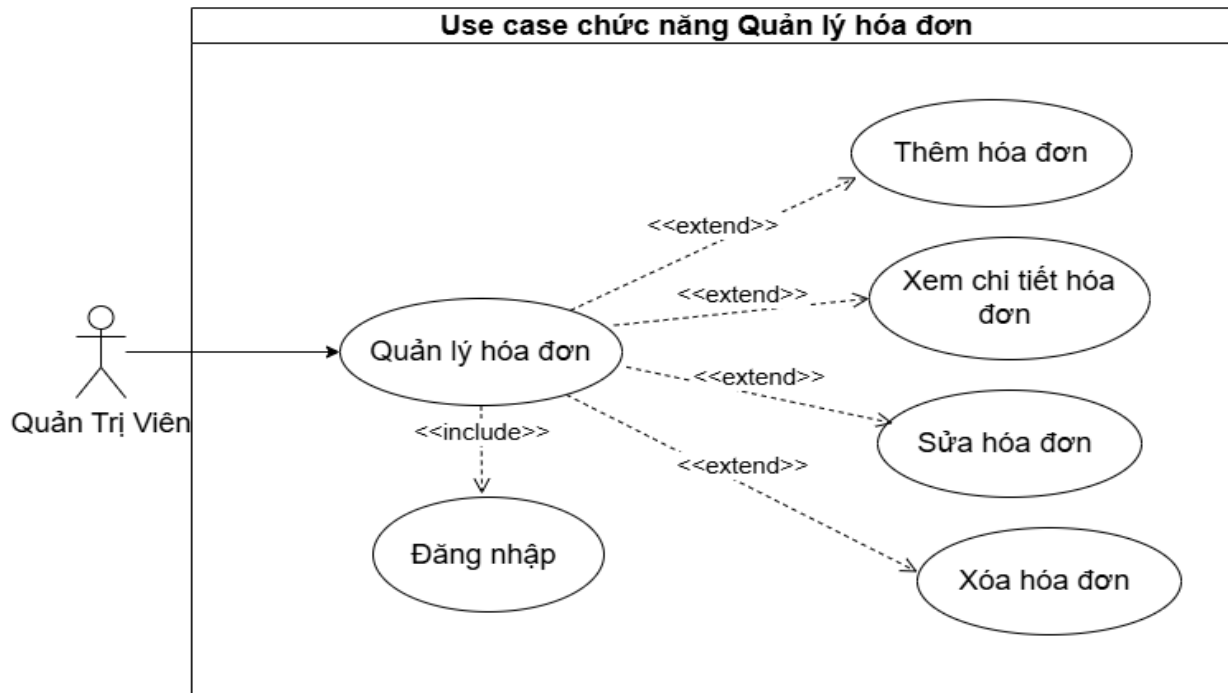 Use case chức năng Quản lý hóa đơn
Thêm hóa đơn
<<extend>>
Xem chi tiết hóa
đơn
<<extend>>
Quản lý hóa đơn
<<extend>>
Quản Trị Viên
<<include>>
Sửa hóa đơn
<<extend>>
Đăng nhập
Xóa hóa đơn